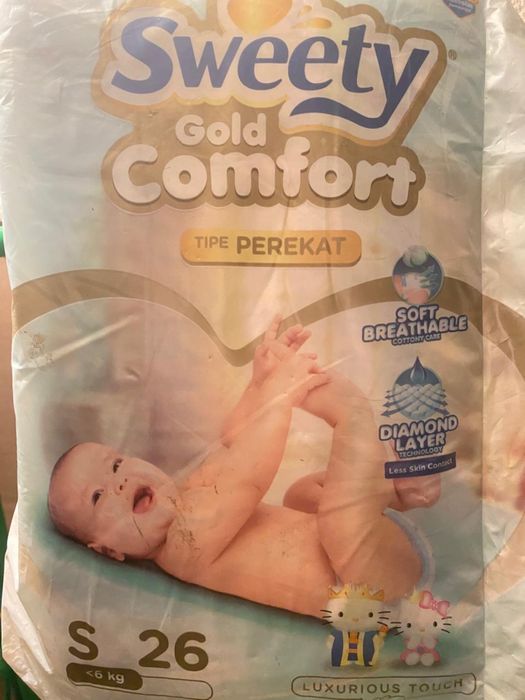 Sweety
Gold
Comfort
TIPE PEREKAT
SOFT
BREATHABLE
COTTONY CARE
DIAMOND
LAYER
TECHNOLOGY
Less Skin Contact
S 26
<6 kg
LUXURIOUS TOUCH